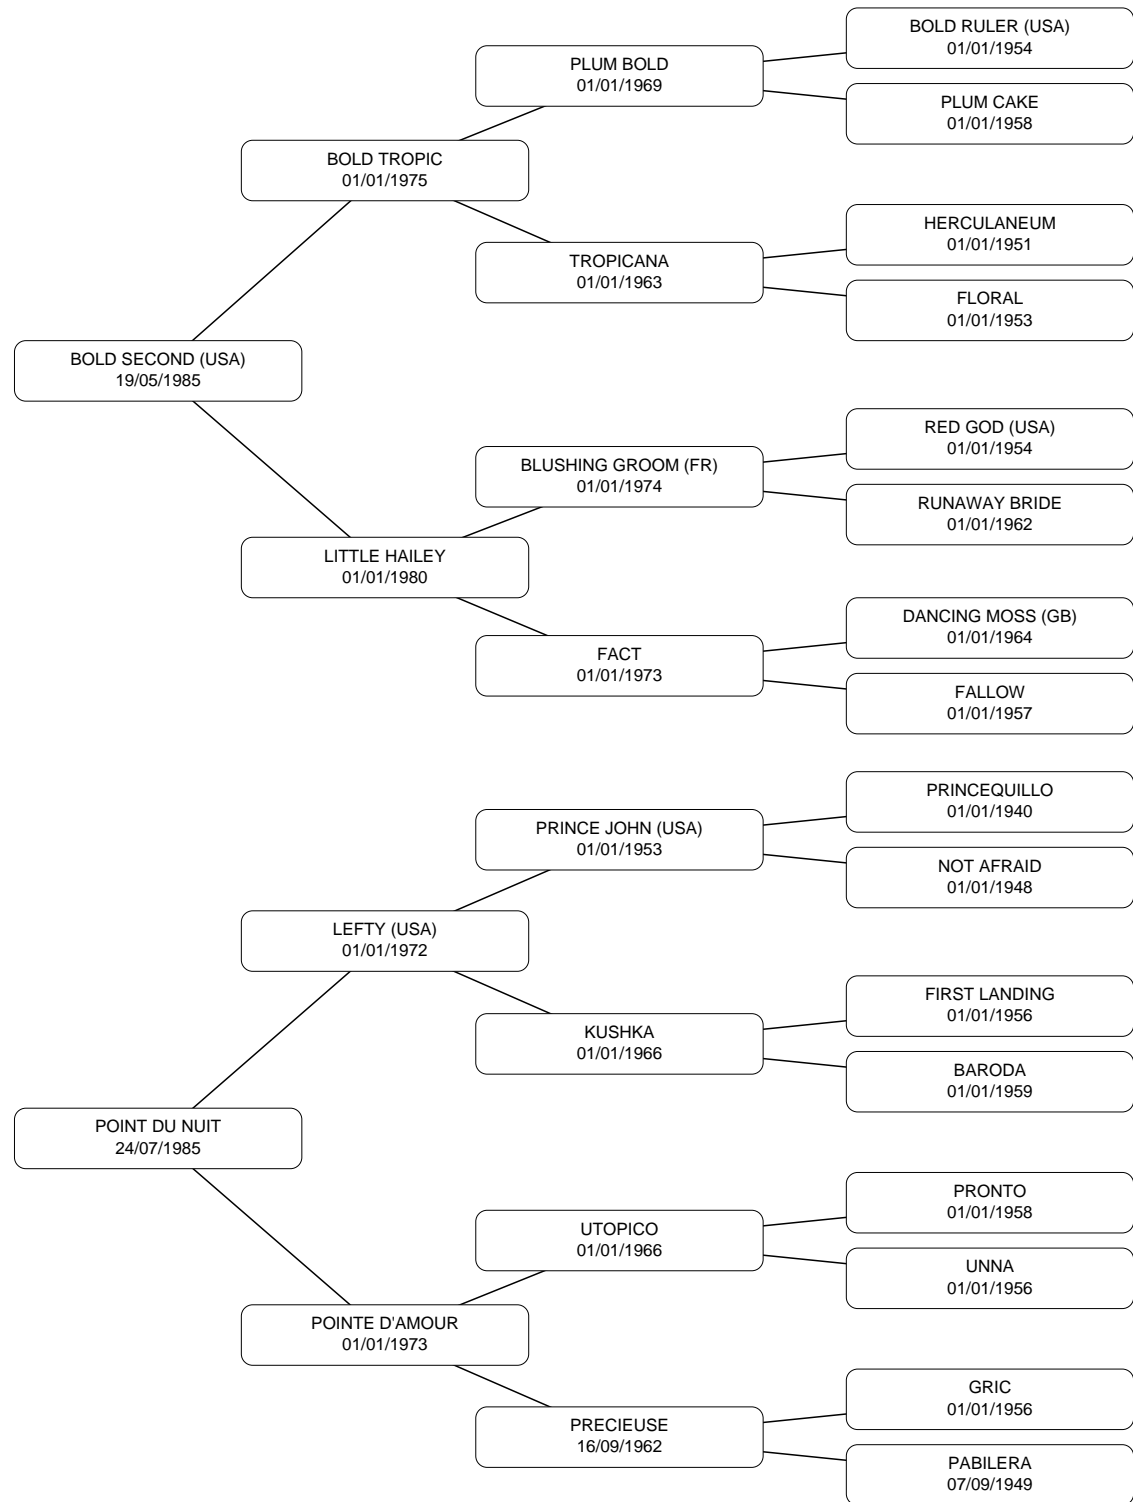 BOLD RULER (USA)
01/01/1954
PLUM BOLD
01/01/1969
PLUM CAKE
01/01/1958
BOLD TROPIC
01/01/1975
HERCULANEUM
01/01/1951
TROPICANA
01/01/1963
FLORAL
01/01/1953
BOLD SECOND (USA)
19/05/1985
RED GOD (USA)
01/01/1954
BLUSHING GROOM (FR)
01/01/1974
RUNAWAY BRIDE
01/01/1962
LITTLE HAILEY
01/01/1980
DANCING MOSS (GB)
01/01/1964
FACT
01/01/1973
FALLOW
01/01/1957
PRINCEQUILLO
01/01/1940
PRINCE JOHN (USA)
01/01/1953
NOT AFRAID
01/01/1948
LEFTY (USA)
01/01/1972
FIRST LANDING
01/01/1956
KUSHKA
01/01/1966
BARODA
01/01/1959
POINT DU NUIT
24/07/1985
PRONTO
01/01/1958
UTOPICO
01/01/1966
UNNA
01/01/1956
POINTE D'AMOUR
01/01/1973
GRIC
01/01/1956
PRECIEUSE
16/09/1962
PABILERA
07/09/1949